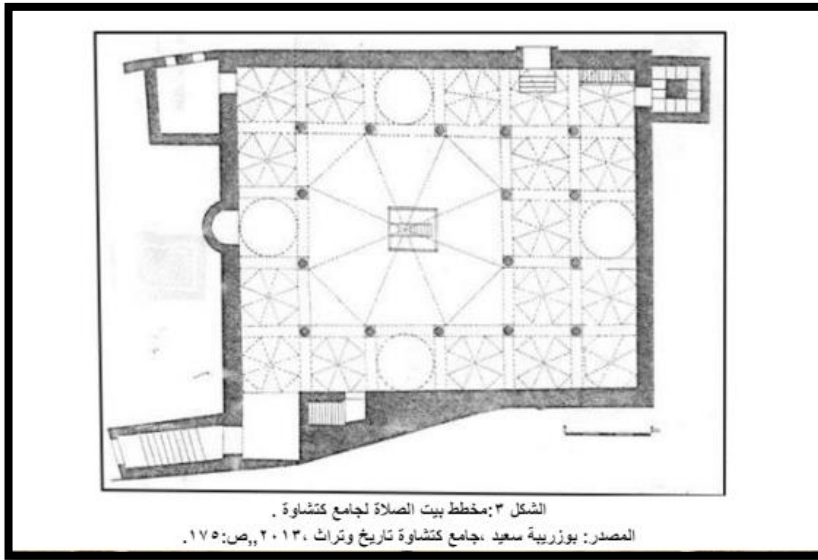 الشكل ٣:مخطط بيت الصلاة لجامع كتشاوة .
المصدر: بوزريبة سعيد ،جامع كتشاوة تاريخ وتراث ،٢٠١٣,,ص:١٧٥.